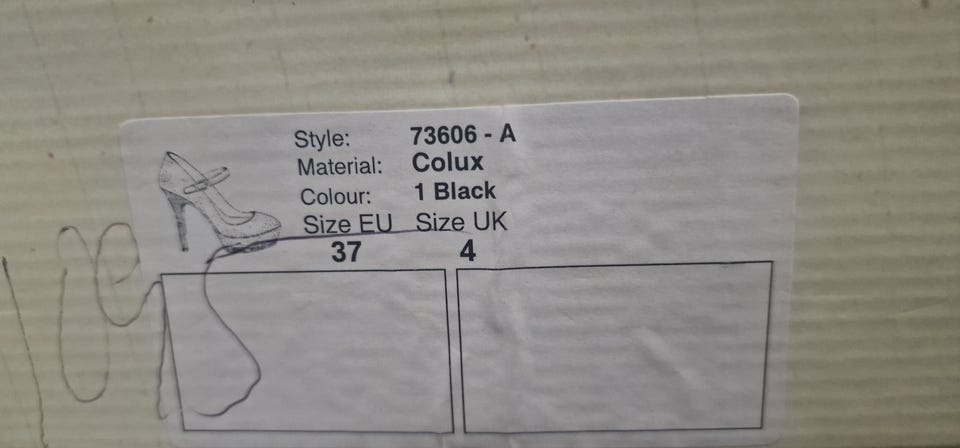 Style: 73606 - A
Material: Colux
Colour: 1 Black
Size EU Size UK
37 4